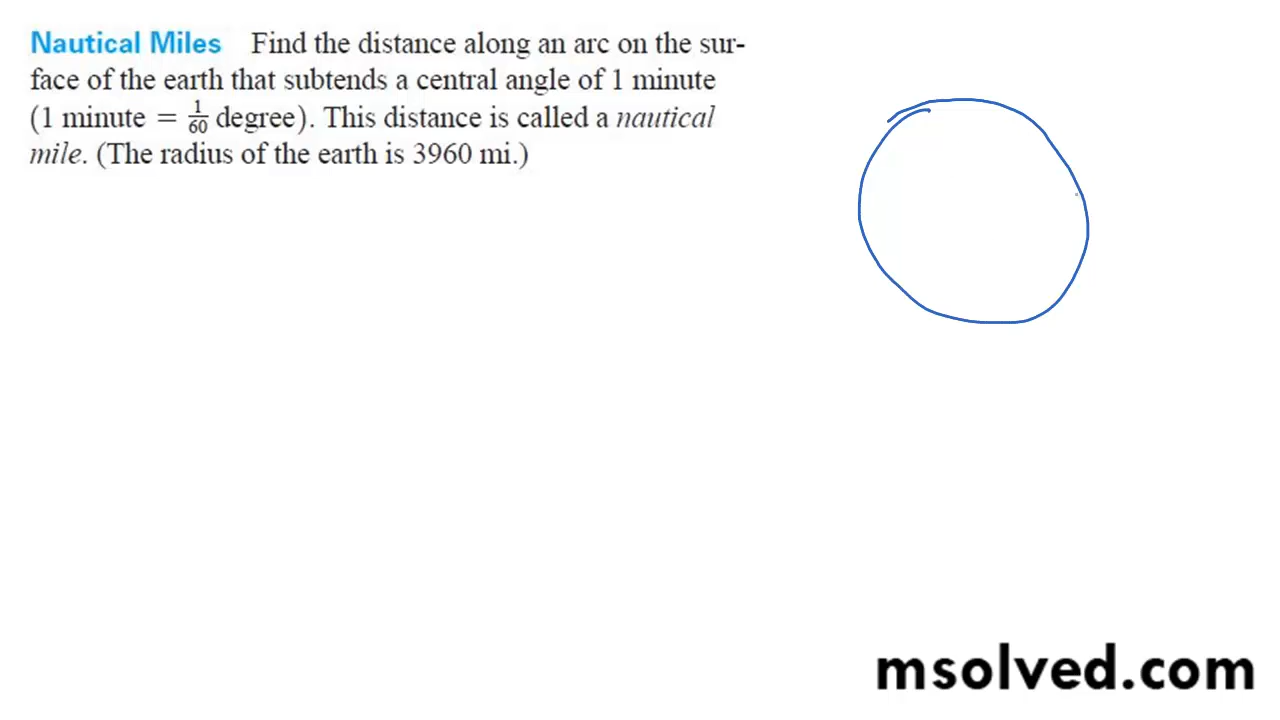 Nautical Miles Find the distance along an arc on the sur-
face of the earth that subtends a central angle of 1 minute
(1 minute = 1/60 degree). This distance is called a nautical
mile. (The radius of the earth is 3960 mi.)
msolved.com